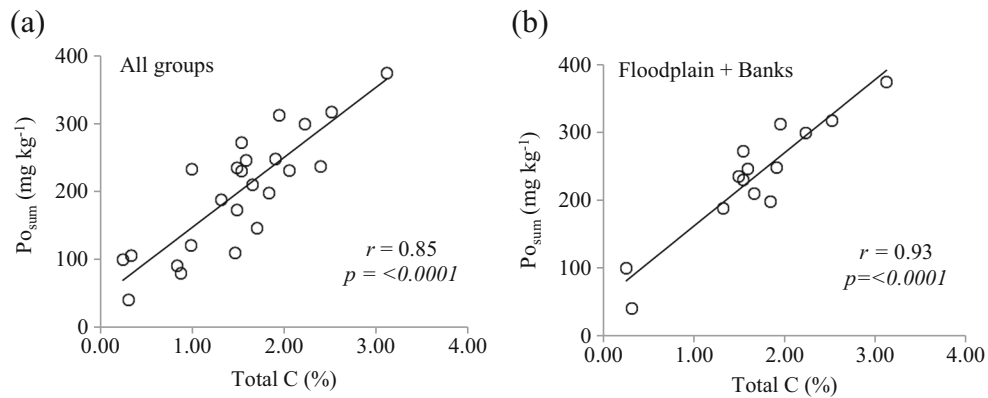 (a)
All groups
400
300
200
100
0
Po_sum (mg kg⁻¹)
r = 0.85
p = <0.0001
0.00 1.00 2.00 3.00 4.00
Total C (%)
(b)
Floodplain + Banks
400
300
200
100
0
Po_sum (mg kg⁻¹)
r = 0.93
p=<0.0001
0.00 1.00 2.00 3.00 4.00
Total C (%)